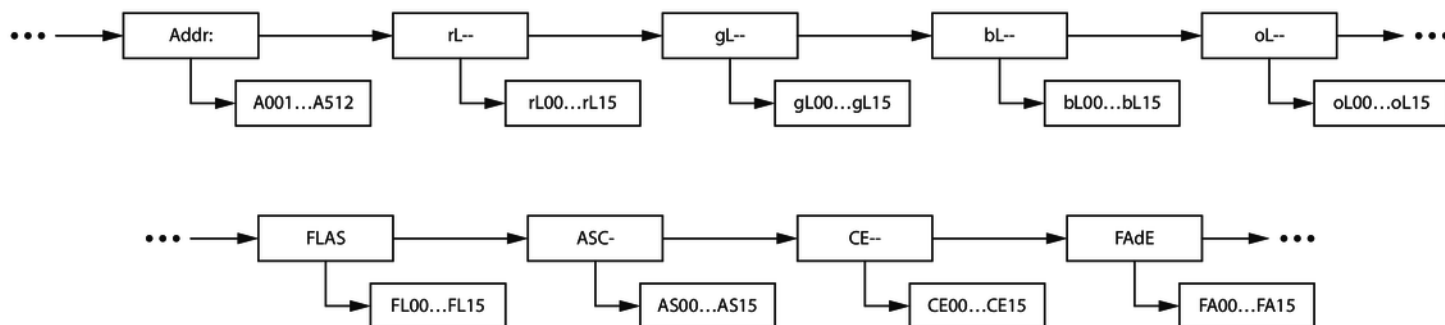 ••• Addr: rL-- gL-- bL-- oL-- •••
A001...A512 rL00...rL15 gL00...gL15 bL00...bL15 oL00...oL15
••• FLAS ASC- CE-- FAdE •••
FL00...FL15 AS00...AS15 CE00...CE15 FA00...FA15